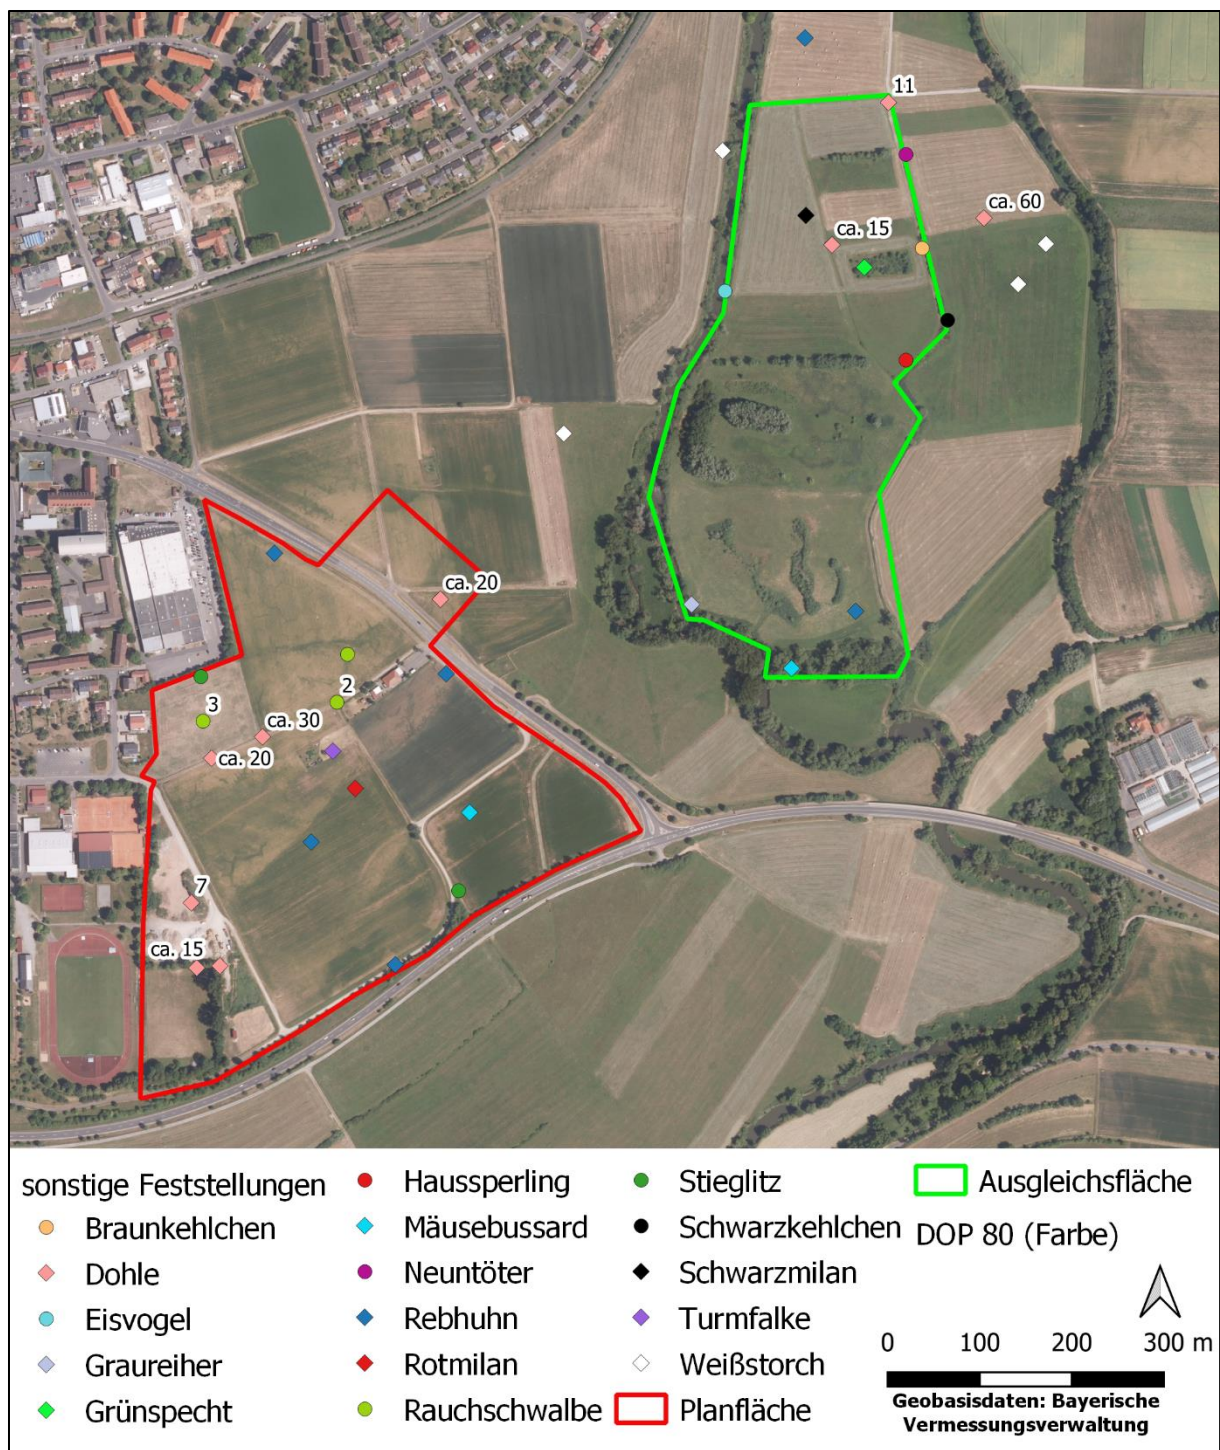 11
ca. 60
ca. 15
ca. 20
2
3
ca. 30
ca. 20
7
ca. 15
sonstige Feststellungen
Braunkehlchen
Dohle
Eisvogel
Graureiher
Grünspecht
Haussperling
Mäusebussard
Neuntöter
Rebhuhn
Rotmilan
Rauchschwalbe
Stieglitz
Schwarzkehlchen
Schwarzmilan
Turmfalke
Weißstorch
Planfläche
Ausgleichsfläche
DOP 80 (Farbe)
0 100 200 300 m
Geobasisdaten: Bayerische
Vermessungsverwaltung